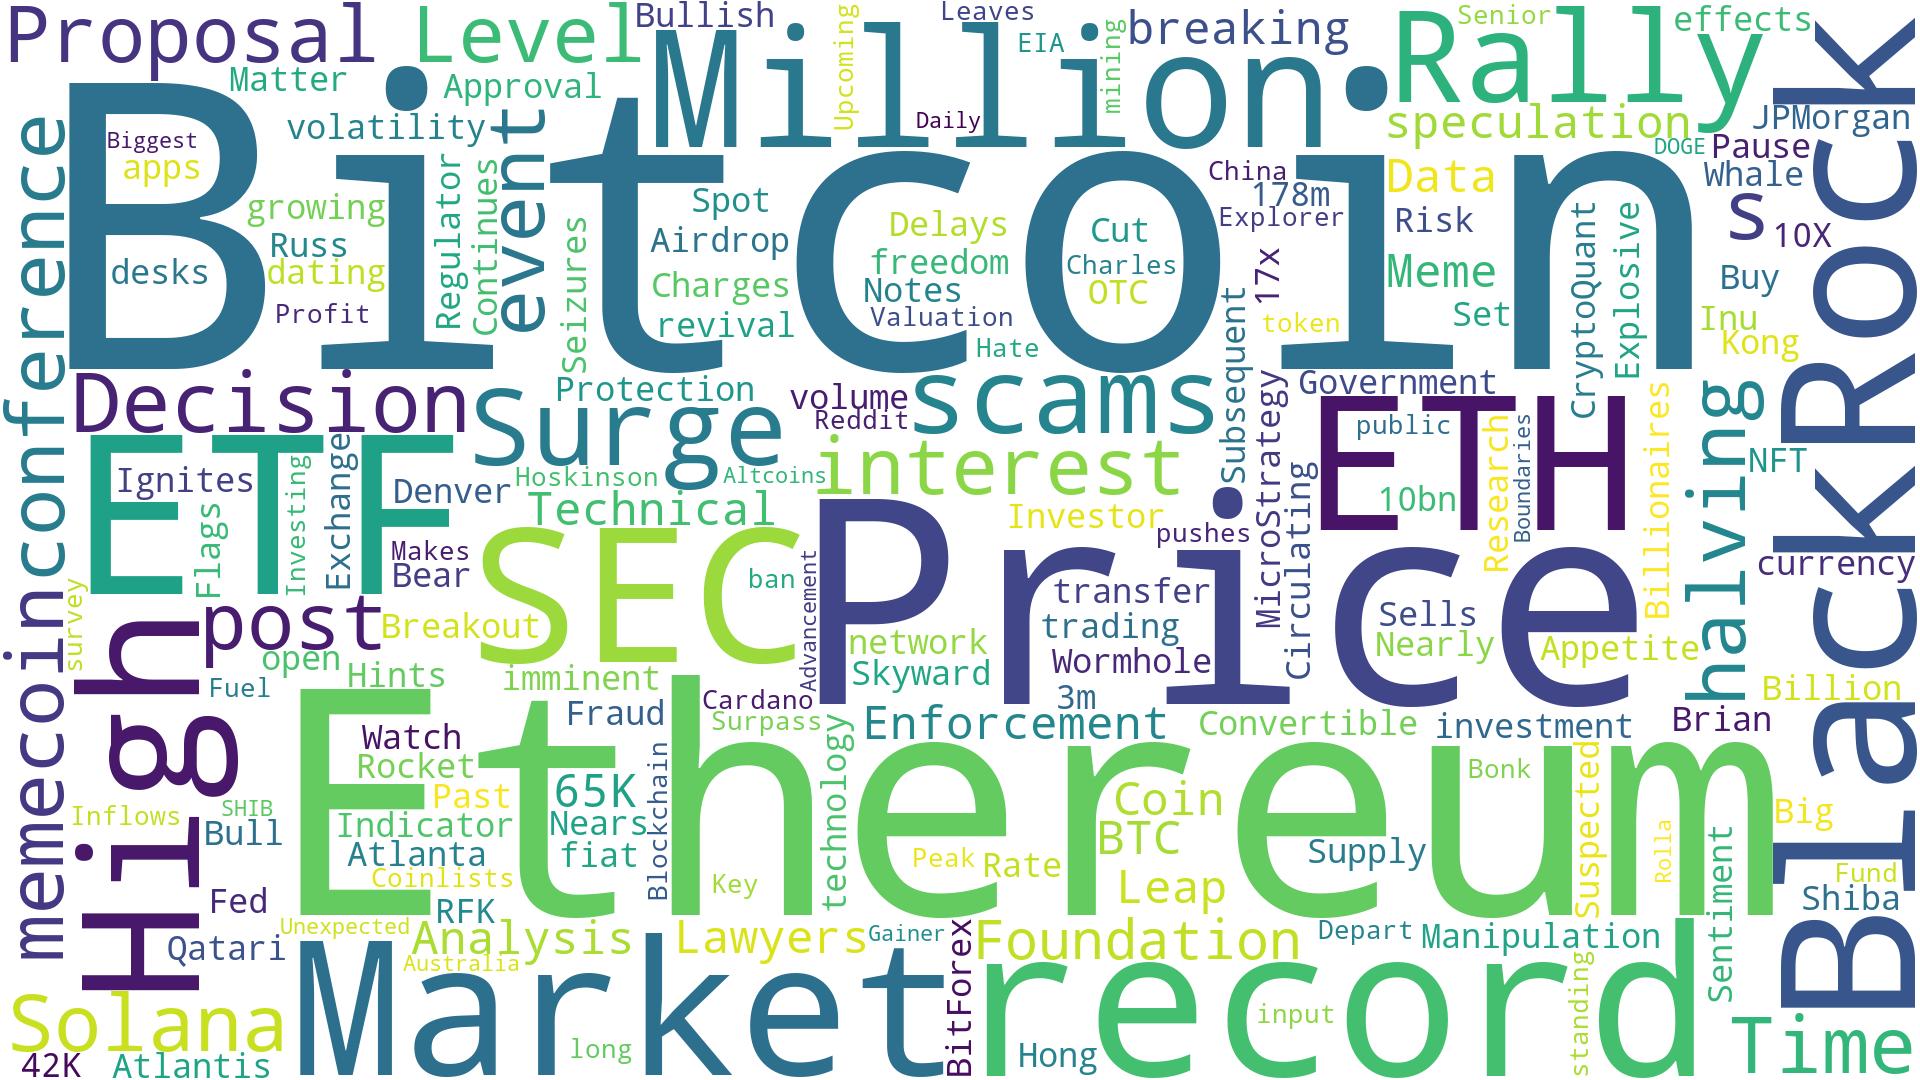 Proposal
Level
Bullish
Million
Upcoming
Leaves
EIA
mining
breaking
Rally
Senior
effects
BlackRock
Matter
Approval
Daily
speculation
JPMorgan
DOGE
Pause
Whale
s
10X
memecoinconference
Bitcoin
Biggest
apps
volatility
event
growing
Russ
desks
dating
Profit
Regulator
Continues
Seizures
Spot
Airdrop
Charges
revival
Delays
freedom
Notes
Valuation
Hate
Cut
Charles
OTC
China
178m
Explorer
17x
token
Subsequent
Data
Risk
Meme
Set
CryptoQuant
Explosive
Buy
Inu
Kong
Decision
Surge
Protection
volume
Reddit
scams
MicroStrategy
Government
ETH
public
10bn
Research
Boundaries
Billionaires
halving
NFT
ETF
Ignites
Flags
Investing
Exchange
Denver
Hoskinson
Altcoins
Technical
interest
Investor
pushes
Circulating
Makes
Bear
SEC
ban
Advancement
Price
transfer
trading
network
Skyward
Wormhole
3m
Sells
Nearly
Appetite
currency
survey
High
post
Breakout
open
Hints
Fuel
imminent
Fraud
Cardano
Surpass
Enforcement
Convertible
investment
Brian
Billion
Ethereum
Watch
Rocket
Past
65K
Nears
fiat
Indicator
Atlanta
Coinlists
Blockchain
technology
Key
Peak
Rate
Coin
BTC
Leap
Supply
Bonk
Suspected
Rolla
Sentiment
Big
Fund
Shiba
Inflows
SHIB
Bull
Fed
RFK
Unexpected
Qatari
Analysis
Australia
Lawyers
Gainer
Foundation
Depart
Manipulation
Solana
Market
long
BitForex
record
input
Hong
standing
Time
42K
Atlantis